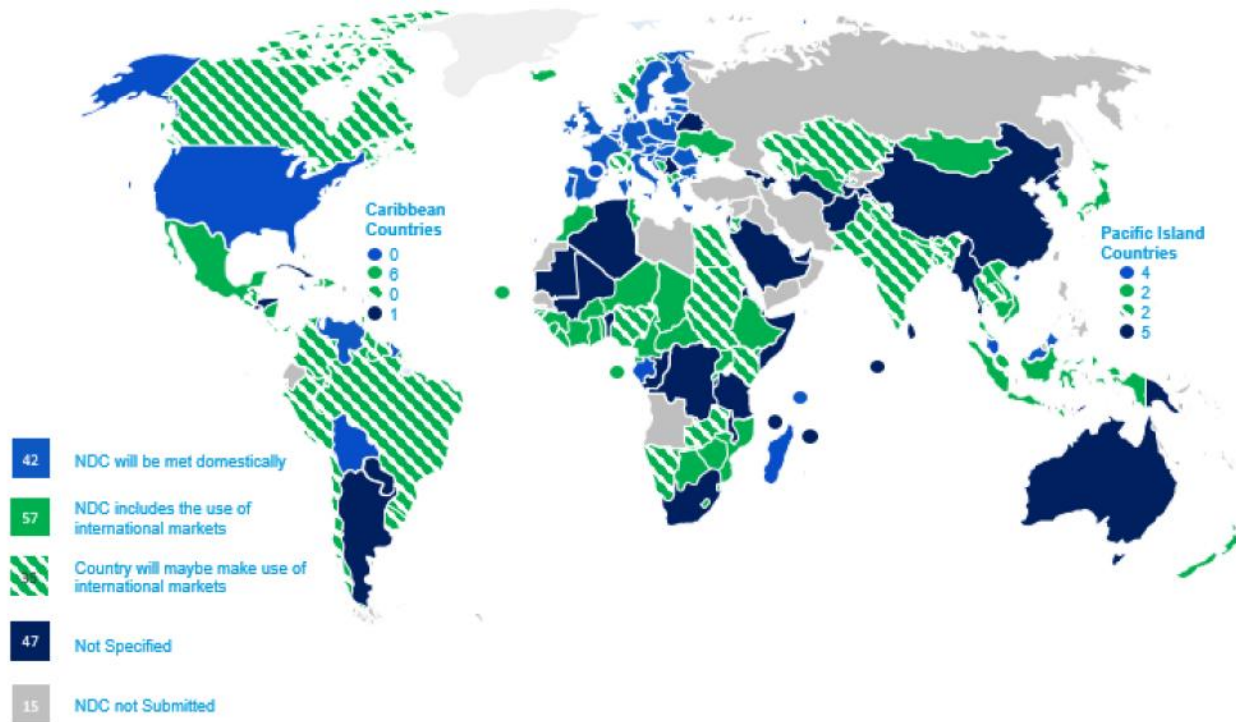 Caribbean
Countries
0
6
0
1
Pacific Island
Countries
4
2
2
5
42 NDC will be met domestically
57 NDC includes the use of
international markets
35 Country will maybe make use of
international markets
47 Not Specified
15 NDC not Submitted